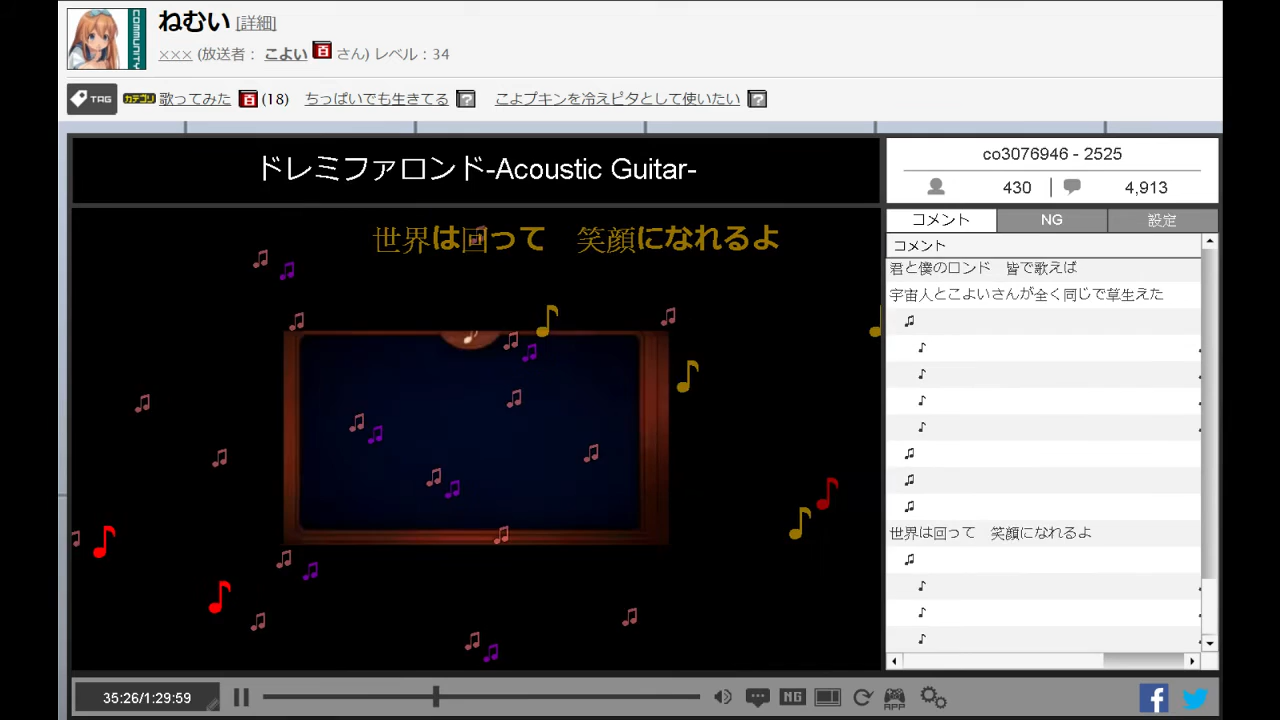 ねむい [詳細]
COMMUNITY
××× (放送者： こよい 百 さん) レベル：34
TAG カテゴリ 歌ってみた 百 (18) ちっぱいでも生きてる ? こよプキンを冷えピタとして使いたい ?
ドレミファロンド-Acoustic Guitar-
co3076946 - 2525
430 | 4,913
コメント NG 設定
コメント
世界は回って　笑顔になれるよ
君と僕のロンド　皆で歌えば
宇宙人とこよいさんが全く同じで草生えた
♫
♪
♪
♪
♪
♫
♫
♫
世界は回って　笑顔になれるよ
♫
♪
♪
♪
35:26/1:29:59
NG
APP